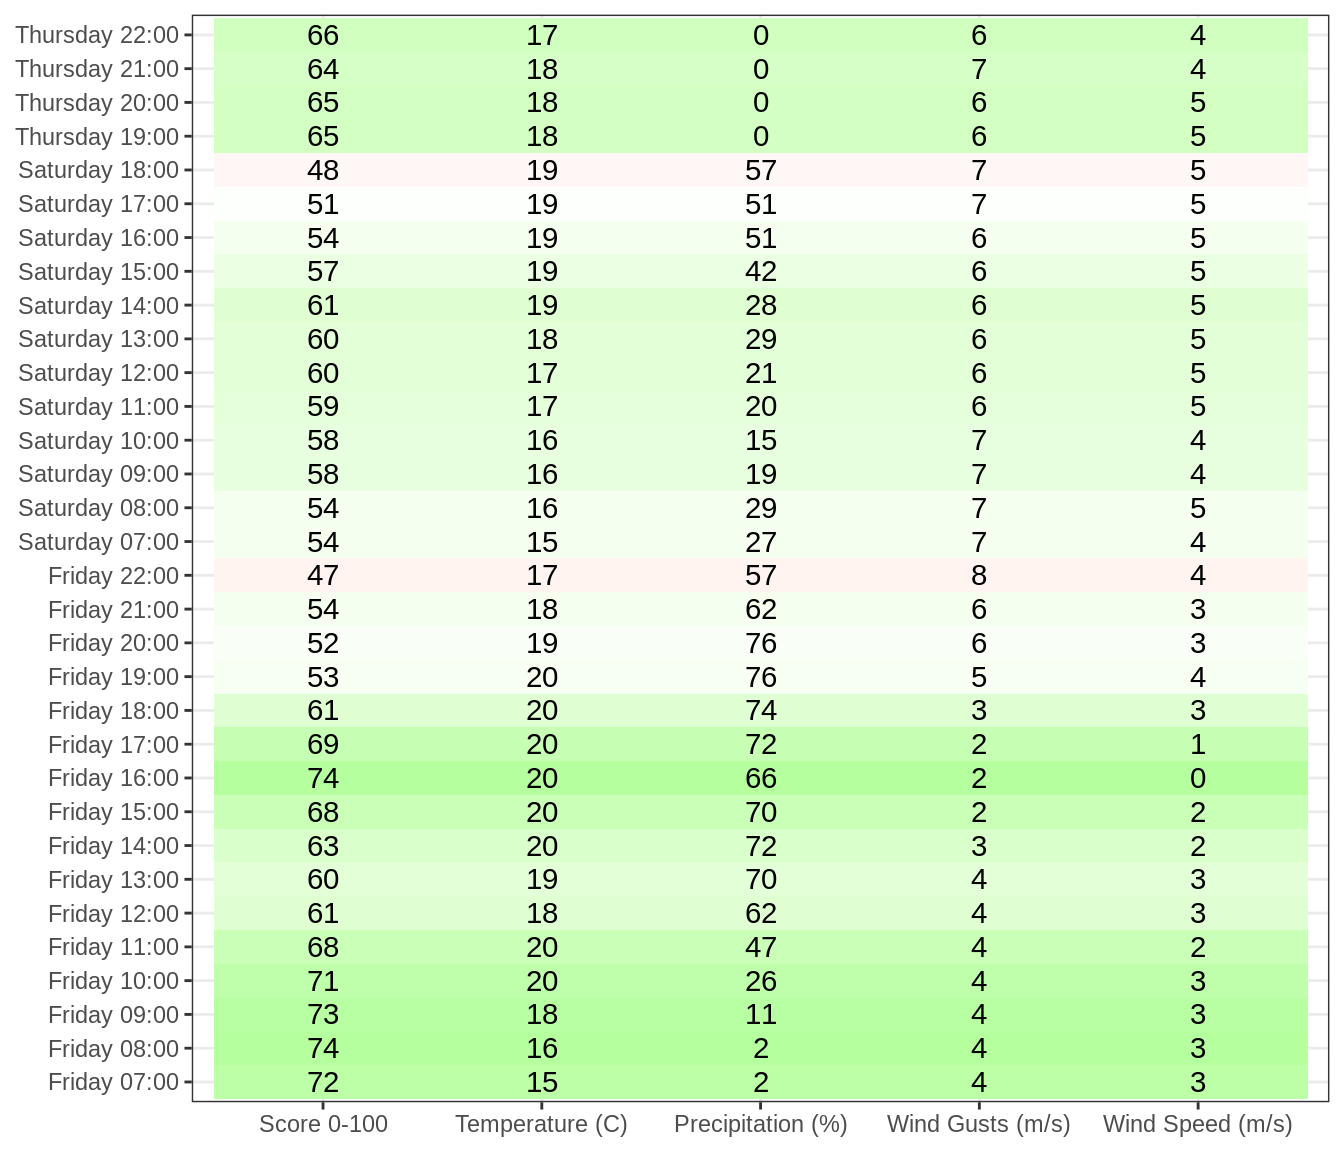 Thursday 22:00 66 17 0 6 4
Thursday 21:00 64 18 0 7 4
Thursday 20:00 65 18 0 6 5
Thursday 19:00 65 18 0 6 5
Saturday 18:00 48 19 57 7 5
Saturday 17:00 51 19 51 7 5
Saturday 16:00 54 19 51 6 5
Saturday 15:00 57 19 42 6 5
Saturday 14:00 61 19 28 6 5
Saturday 13:00 60 18 29 6 5
Saturday 12:00 60 17 21 6 5
Saturday 11:00 59 17 20 6 5
Saturday 10:00 58 16 15 7 4
Saturday 09:00 58 16 19 7 4
Saturday 08:00 54 16 29 7 5
Saturday 07:00 54 15 27 7 4
Friday 22:00 47 17 57 8 4
Friday 21:00 54 18 62 6 3
Friday 20:00 52 19 76 6 3
Friday 19:00 53 20 76 5 4
Friday 18:00 61 20 74 3 3
Friday 17:00 69 20 72 2 1
Friday 16:00 74 20 66 2 0
Friday 15:00 68 20 70 2 2
Friday 14:00 63 20 72 3 2
Friday 13:00 60 19 70 4 3
Friday 12:00 61 18 62 4 3
Friday 11:00 68 20 47 4 2
Friday 10:00 71 20 26 4 3
Friday 09:00 73 18 11 4 3
Friday 08:00 74 16 2 4 3
Friday 07:00 72 15 2 4 3
Score 0-100 Temperature (C) Precipitation (%) Wind Gusts (m/s) Wind Speed (m/s)